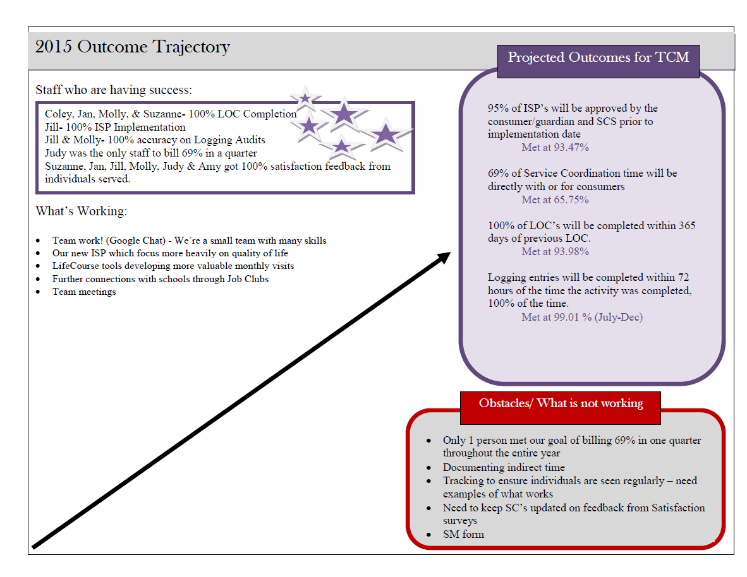 2015 Outcome Trajectory
Projected Outcomes for TCM
Staff who are having success:
Coley, Jan, Molly, & Suzanne- 100% LOC Completion
Jill- 100% ISP Implementation
Jill & Molly- 100% accuracy on Logging Audits
Judy was the only staff to bill 69% in a quarter
Suzanne, Jan, Jill, Molly, Judy & Amy got 100% satisfaction feedback from
individuals served.
What's Working:
• Team work! (Google Chat) - We're a small team with many skills
• Our new ISP which focus more heavily on quality of life
• LifeCourse tools developing more valuable monthly visits
• Further connections with schools through Job Clubs
• Team meetings
95% of ISP's will be approved by the
consumer/guardian and SCS prior to
implementation date
Met at 93.47%
69% of Service Coordination time will be
directly with or for consumers
Met at 65.75%
100% of LOC's will be completed within 365
days of previous LOC.
Met at 93.98%
Logging entries will be completed within 72
hours of the time the activity was completed,
100% of the time.
Met at 99.01 % (July-Dec)
Obstacles/ What is not working
• Only 1 person met our goal of billing 69% in one quarter
throughout the entire year
• Documenting indirect time
• Tracking to ensure individuals are seen regularly – need
examples of what works
• Need to keep SC's updated on feedback from Satisfaction
surveys
• SM form